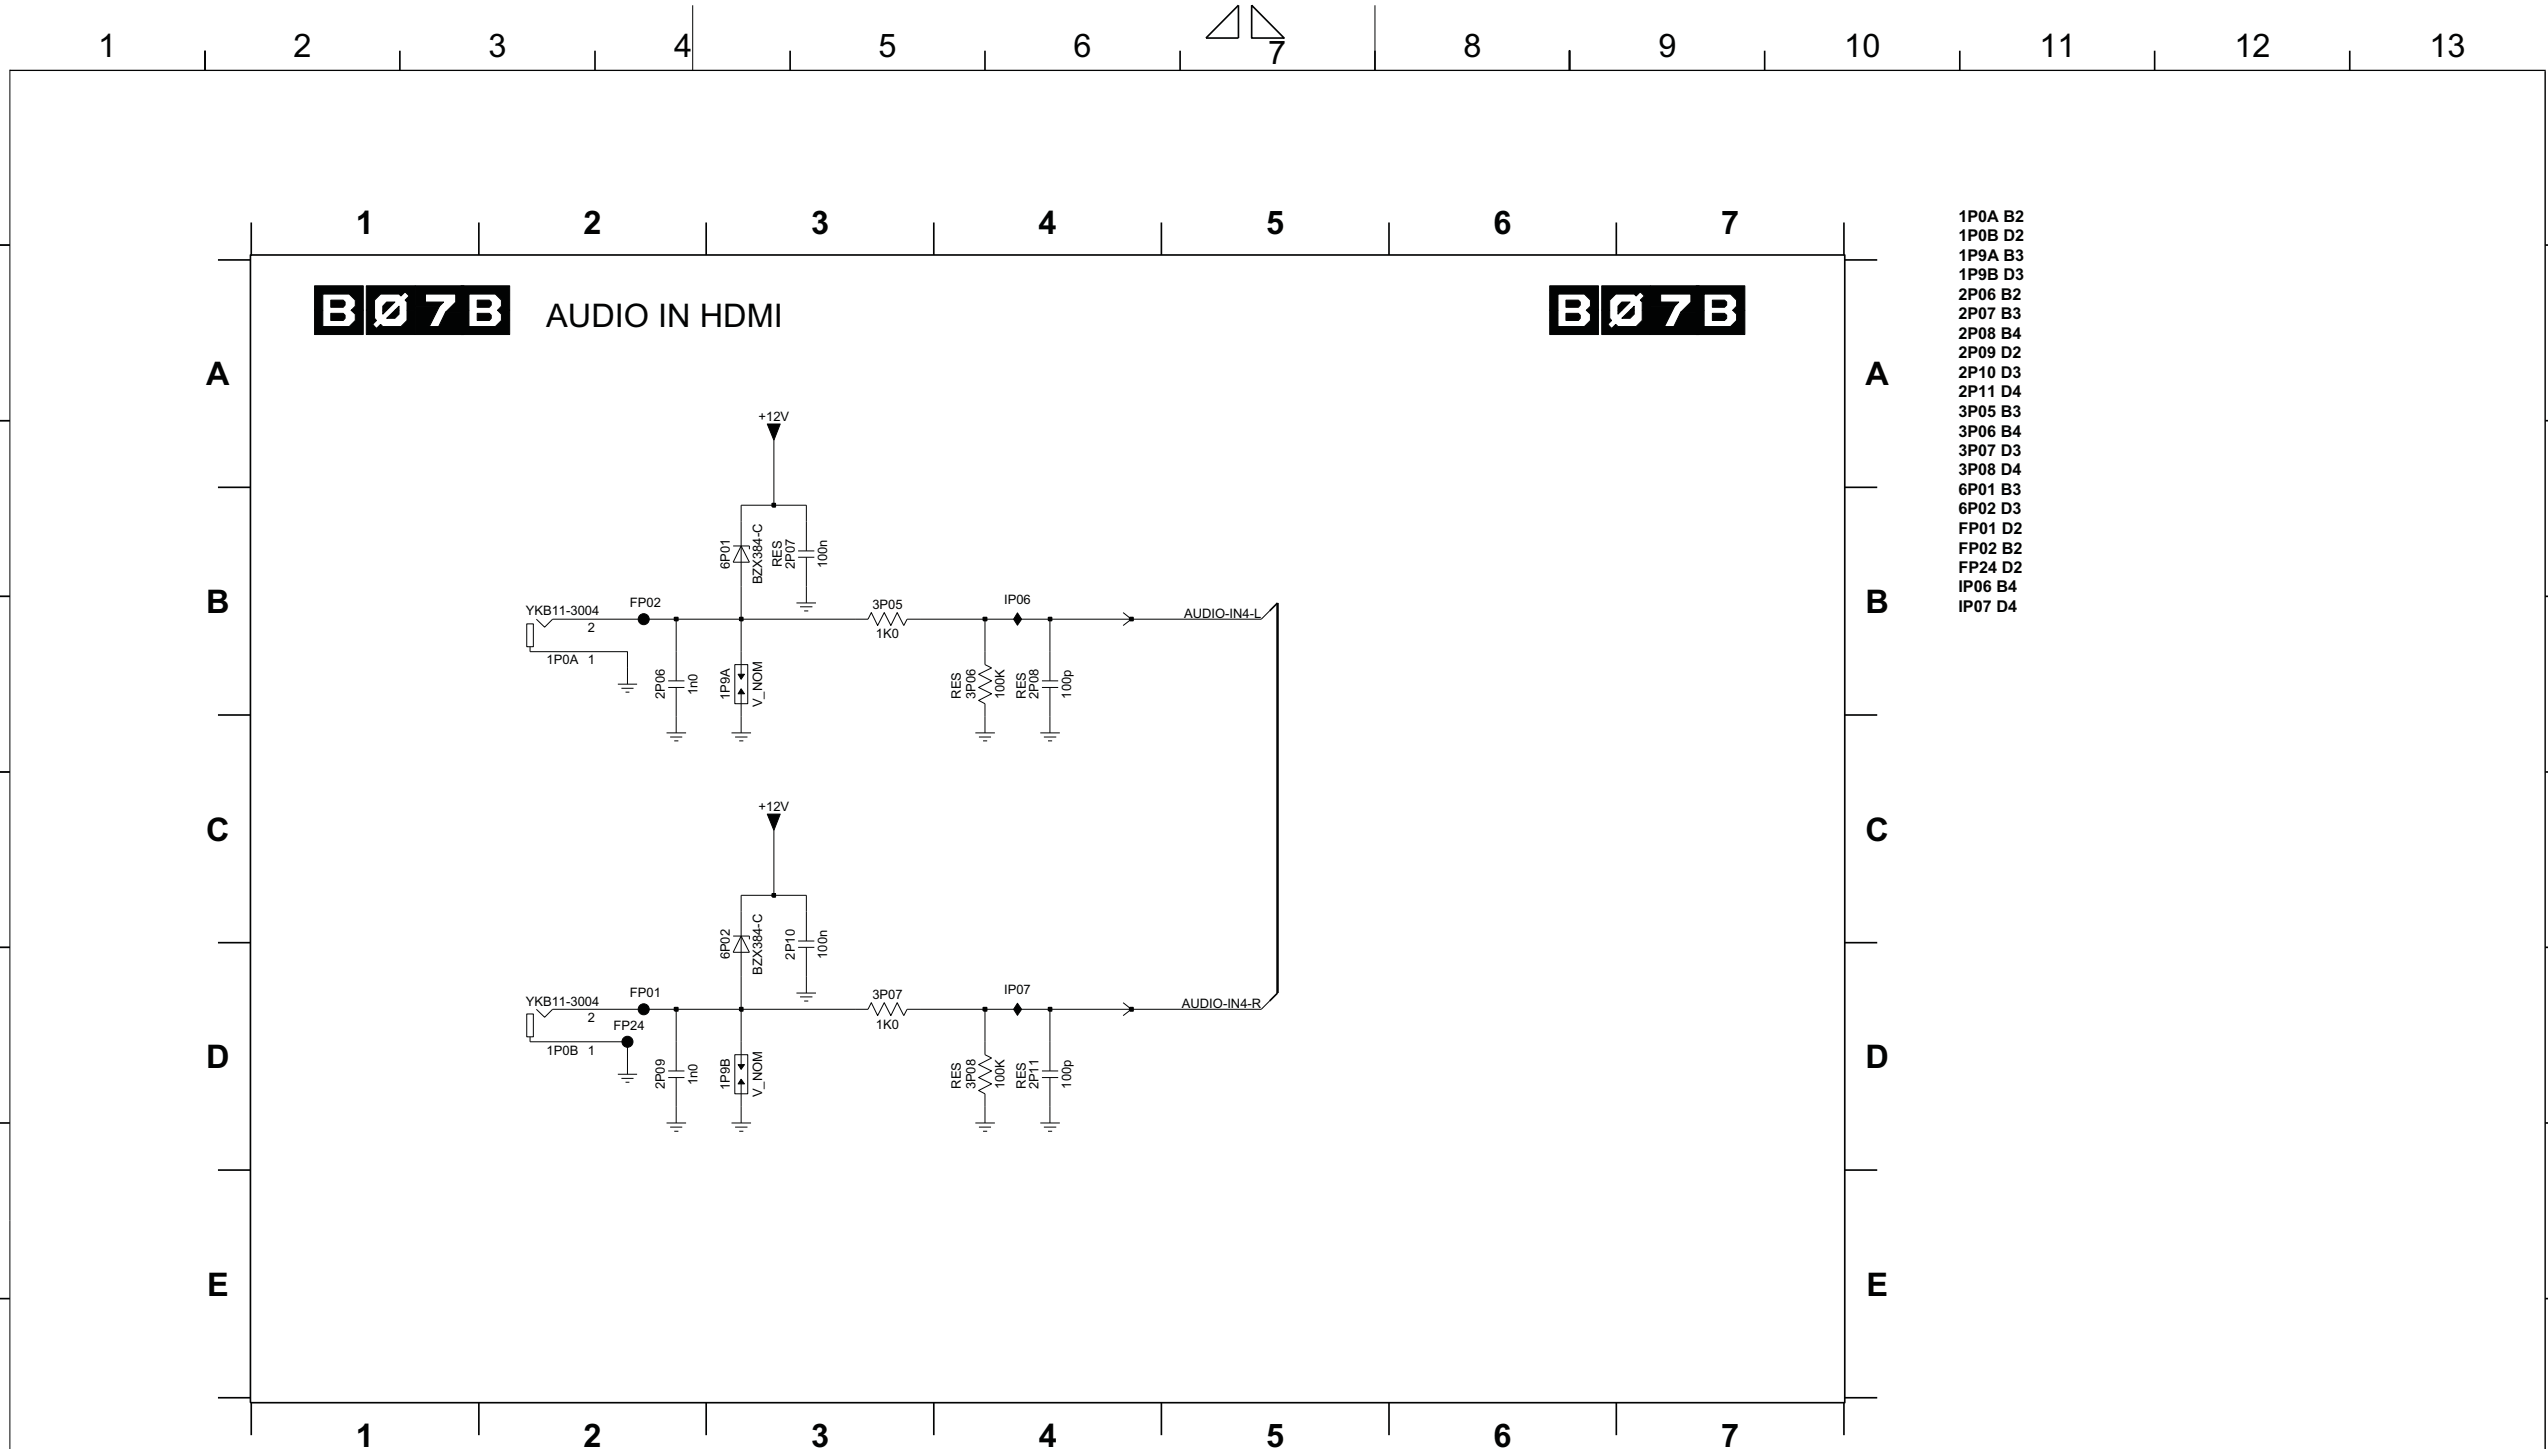 1 2 3 4 5 6 7 8 9 10 11 12 13
1 2 3 4 5 6 7
BØ7B AUDIO IN HDMI BØ7B
1P0A B2
1P0B D2
1P9A B3
1P9B D3
2P06 B2
2P07 B3
2P08 B4
2P09 D2
2P10 D3
2P11 D4
3P05 B3
3P06 B4
3P07 D3
3P08 D4
6P01 B3
6P02 D3
FP01 D2
FP02 B2
FP24 D2
IP06 B4
IP07 D4
A A
+12V
6P01
BZX384-C
RES
2P07
100n
B B
YKB11-3004
2
1P0A 1
FP02
3P05
1K0
IP06
AUDIO-IN4-L
2P06
1n0
1P9A
V_NOM
RES
3P06
100K
RES
2P08
100p
C C
+12V
6P02
BZX384-C
2P10
100n
YKB11-3004
2
1P0B 1
FP01
FP24
3P07
1K0
IP07
AUDIO-IN4-R
D D
2P09
1n0
1P9B
V_NOM
RES
3P08
100K
RES
2P11
100p
E E
1 2 3 4 5 6 7